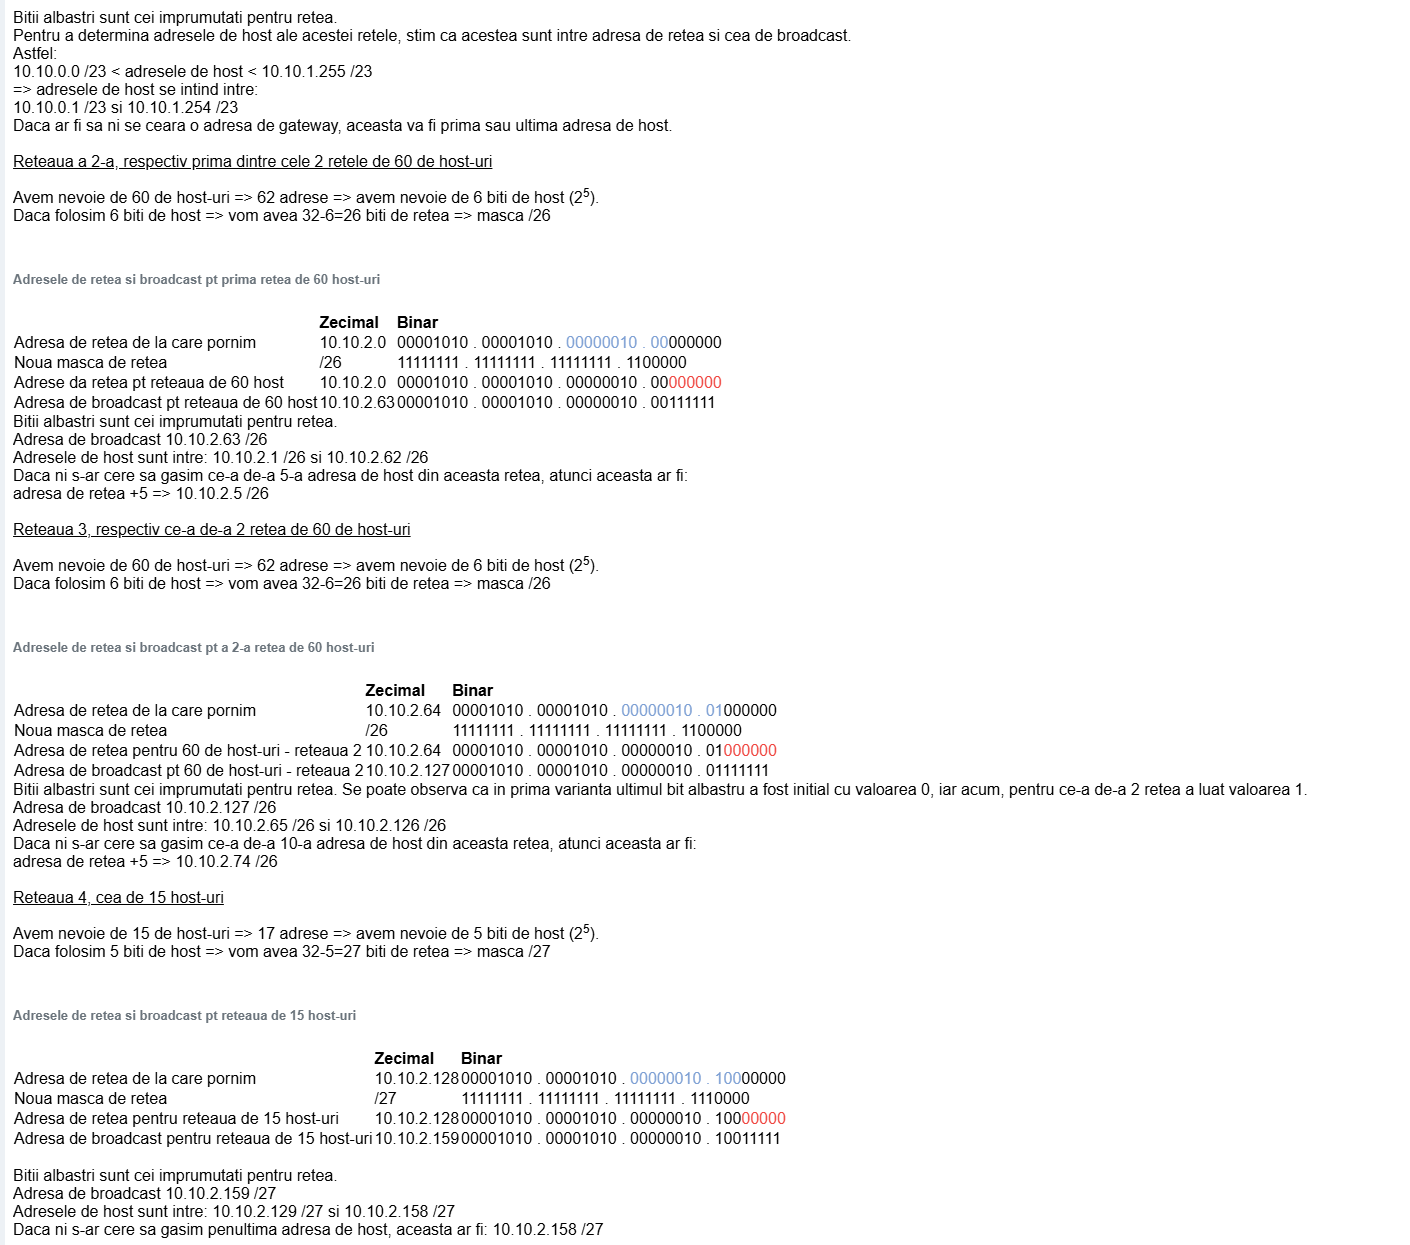 Bitii albastri sunt cei imprumutati pentru retea.
Pentru a determina adresele de host ale acestei retele, stim ca acestea sunt intre adresa de retea si cea de broadcast.
Astfel:
10.10.0.0 /23 < adresele de host < 10.10.1.255 /23
=> adresele de host se intind intre:
10.10.0.1 /23 si 10.10.1.254 /23
Daca ar fi sa ni se ceara o adresa de gateway, aceasta va fi prima sau ultima adresa de host.
Reteaua a 2-a, respectiv prima dintre cele 2 retele de 60 de host-uri
Avem nevoie de 60 de host-uri => 62 adrese => avem nevoie de 6 biti de host (2⁵).
Daca folosim 6 biti de host => vom avea 32-6=26 biti de retea => masca /26
Adresele de retea si broadcast pt prima retea de 60 host-uri
Zecimal Binar
Adresa de retea de la care pornim 10.10.2.0 00001010 . 00001010 . 00000010 . 00000000
Noua masca de retea /26 11111111 . 11111111 . 11111111 . 1100000
Adrese da retea pt reteaua de 60 host 10.10.2.0 00001010 . 00001010 . 00000010 . 00000000
Adresa de broadcast pt reteaua de 60 host 10.10.2.63 00001010 . 00001010 . 00000010 . 00111111
Bitii albastri sunt cei imprumutati pentru retea.
Adresa de broadcast 10.10.2.63 /26
Adresele de host sunt intre: 10.10.2.1 /26 si 10.10.2.62 /26
Daca ni s-ar cere sa gasim ce-a de-a 5-a adresa de host din aceasta retea, atunci aceasta ar fi:
adresa de retea +5 => 10.10.2.5 /26
Reteaua 3, respectiv ce-a de-a 2 retea de 60 de host-uri
Avem nevoie de 60 de host-uri => 62 adrese => avem nevoie de 6 biti de host (2⁵).
Daca folosim 6 biti de host => vom avea 32-6=26 biti de retea => masca /26
Adresele de retea si broadcast pt a 2-a retea de 60 host-uri
Zecimal Binar
Adresa de retea de la care pornim 10.10.2.64 00001010 . 00001010 . 00000010 . 01000000
Noua masca de retea /26 11111111 . 11111111 . 11111111 . 1100000
Adresa de retea pentru 60 de host-uri - reteaua 2 10.10.2.64 00001010 . 00001010 . 00000010 . 01000000
Adresa de broadcast pt 60 de host-uri - reteaua 2 10.10.2.127 00001010 . 00001010 . 00000010 . 01111111
Bitii albastri sunt cei imprumutati pentru retea. Se poate observa ca in prima varianta ultimul bit albastru a fost initial cu valoarea 0, iar acum, pentru ce-a de-a 2 retea a luat valoarea 1.
Adresa de broadcast 10.10.2.127 /26
Adresele de host sunt intre: 10.10.2.65 /26 si 10.10.2.126 /26
Daca ni s-ar cere sa gasim ce-a de-a 10-a adresa de host din aceasta retea, atunci aceasta ar fi:
adresa de retea +5 => 10.10.2.74 /26
Reteaua 4, cea de 15 host-uri
Avem nevoie de 15 de host-uri => 17 adrese => avem nevoie de 5 biti de host (2⁵).
Daca folosim 5 biti de host => vom avea 32-5=27 biti de retea => masca /27
Adresele de retea si broadcast pt reteaua de 15 host-uri
Zecimal Binar
Adresa de retea de la care pornim 10.10.2.128 00001010 . 00001010 . 00000010 . 10000000
Noua masca de retea /27 11111111 . 11111111 . 11111111 . 1110000
Adresa de retea pentru reteaua de 15 host-uri 10.10.2.128 00001010 . 00001010 . 00000010 . 10000000
Adresa de broadcast pentru reteaua de 15 host-uri 10.10.2.159 00001010 . 00001010 . 00000010 . 10011111
Bitii albastri sunt cei imprumutati pentru retea.
Adresa de broadcast 10.10.2.159 /27
Adresele de host sunt intre: 10.10.2.129 /27 si 10.10.2.158 /27
Daca ni s-ar cere sa gasim penultima adresa de host, aceasta ar fi: 10.10.2.158 /27